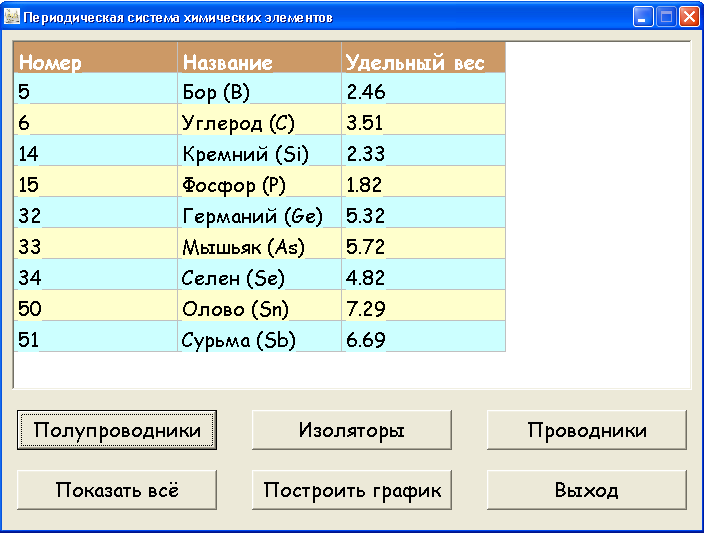 Периодическая система химических элементов
Номер Название Удельный вес
5 Бор (B) 2.46
6 Углерод (C) 3.51
14 Кремний (Si) 2.33
15 Фосфор (P) 1.82
32 Германий (Ge) 5.32
33 Мышьяк (As) 5.72
34 Селен (Se) 4.82
50 Олово (Sn) 7.29
51 Сурьма (Sb) 6.69
Полупроводники Изоляторы Проводники
Показать всё Построить график Выход